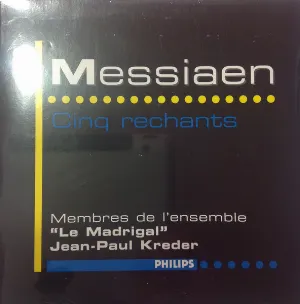 Messiaen
Cinq rechants
Membres de l'ensemble
"Le Madrigal"
Jean-Paul Kreder
PHILIPS